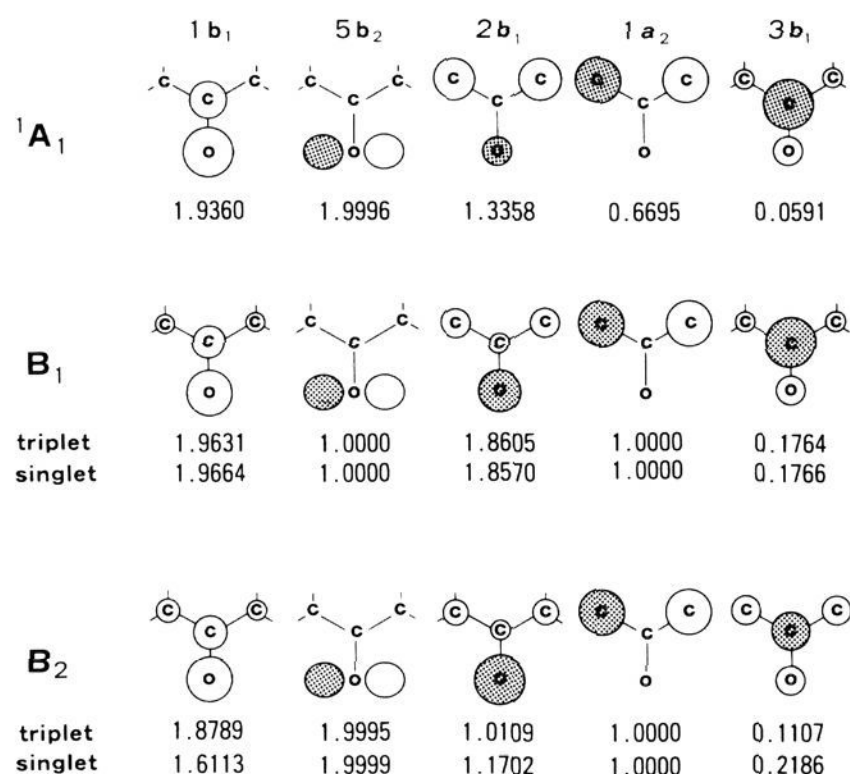 1b₁ 5b₂ 2b₁ 1a₂ 3b₁
C C C C C C C C C C C C C
O O O O O
¹A₁
1.9360 1.9996 1.3358 0.6695 0.0591
C C C C C C C C C C C C C
O O O O O
B₁
triplet 1.9631 1.0000 1.8605 1.0000 0.1764
singlet 1.9664 1.0000 1.8570 1.0000 0.1766
C C C C C C C C C C C C C
O O O O O
B₂
triplet 1.8789 1.9995 1.0109 1.0000 0.1107
singlet 1.6113 1.9999 1.1702 1.0000 0.2186